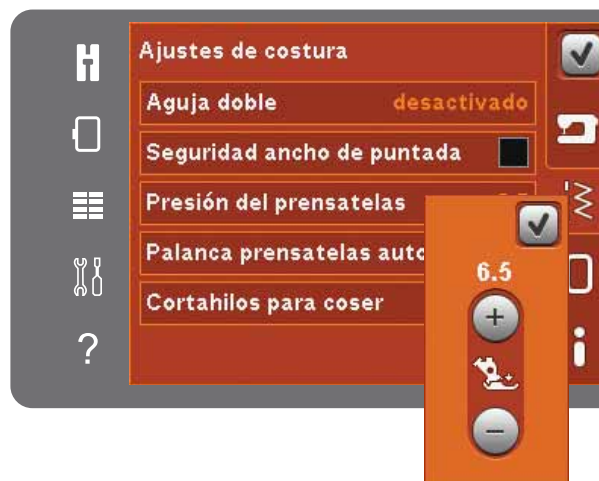 Ajustes de costura
Aguja doble desactivado
Seguridad ancho de puntada
Presión del prensatelas
Palanca prensatelas auto
Cortahilos para coser
6.5
?